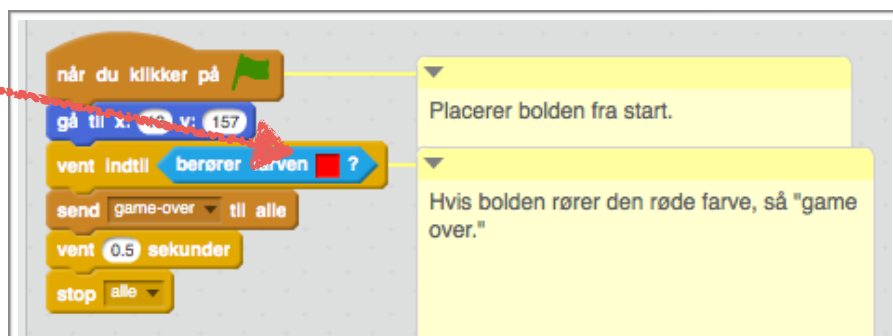 når du klikker på
gå til x: y: 157
vent indtil berører farven ?
send game-over til alle
vent 0.5 sekunder
stop alle
Placerer bolden fra start.
Hvis bolden rører den røde farve, så "game
over."